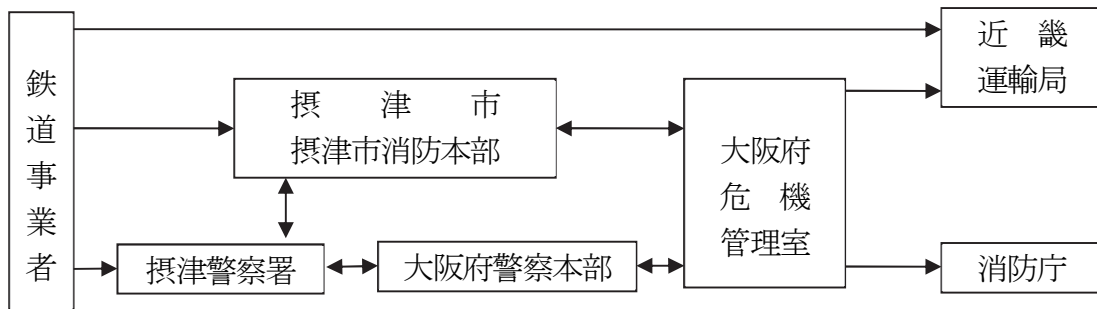 鉄道事業者
近　畿
運輸局
摂　津　市
摂津市消防本部
大阪府
危　機
管理室
摂津警察署
大阪府警察本部
消防庁